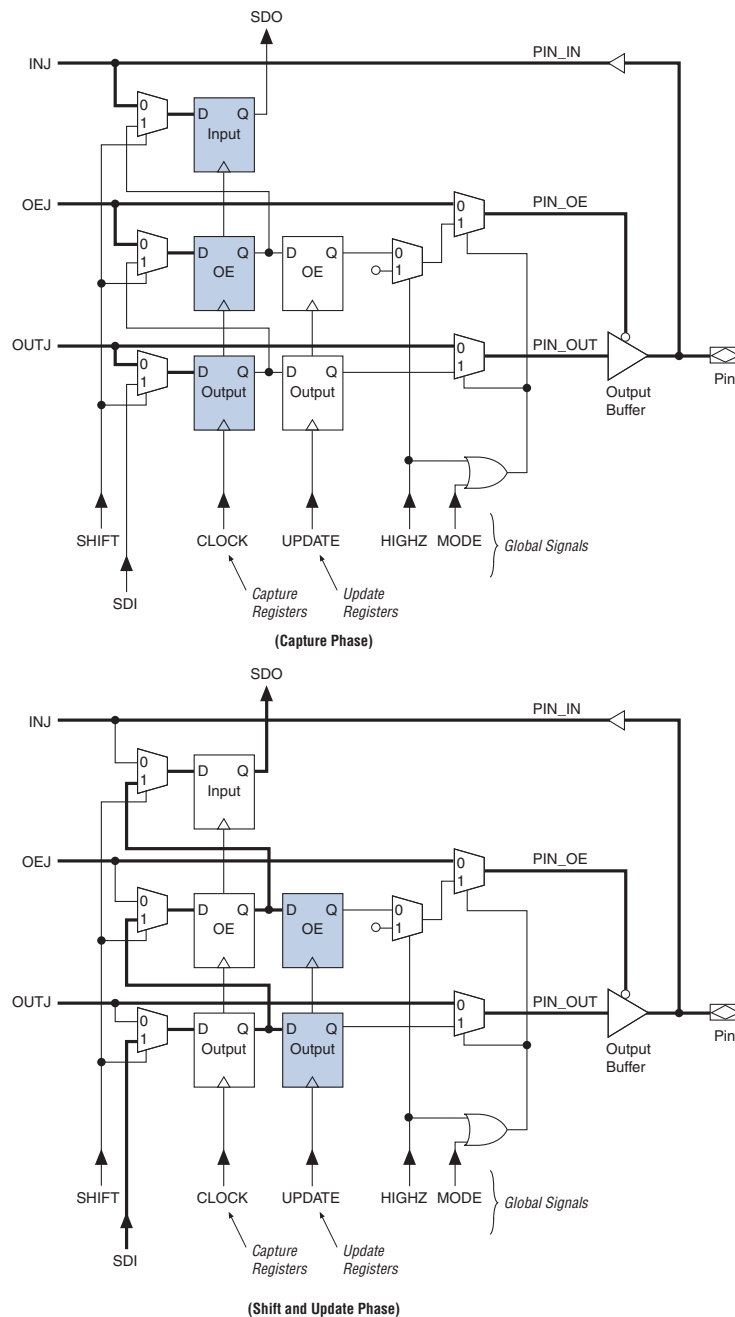 SDO
INJ
PIN_IN
0
1
D Q
Input
OEJ
0
1
PIN_OE
0
1
D Q
OE
D Q
OE
0
1
OUTJ
0
1
PIN_OUT
0
1
D Q
Output
D Q
Output
Pin
Output
Buffer
SHIFT
CLOCK
UPDATE
HIGHZ
MODE
Global Signals
SDI
Capture
Registers
Update
Registers
(Capture Phase)
SDO
INJ
PIN_IN
0
1
D Q
Input
OEJ
0
1
PIN_OE
0
1
D Q
OE
D Q
OE
0
1
OUTJ
0
1
PIN_OUT
0
1
D Q
Output
D Q
Output
Pin
Output
Buffer
SHIFT
CLOCK
UPDATE
HIGHZ
MODE
Global Signals
SDI
Capture
Registers
Update
Registers
(Shift and Update Phase)